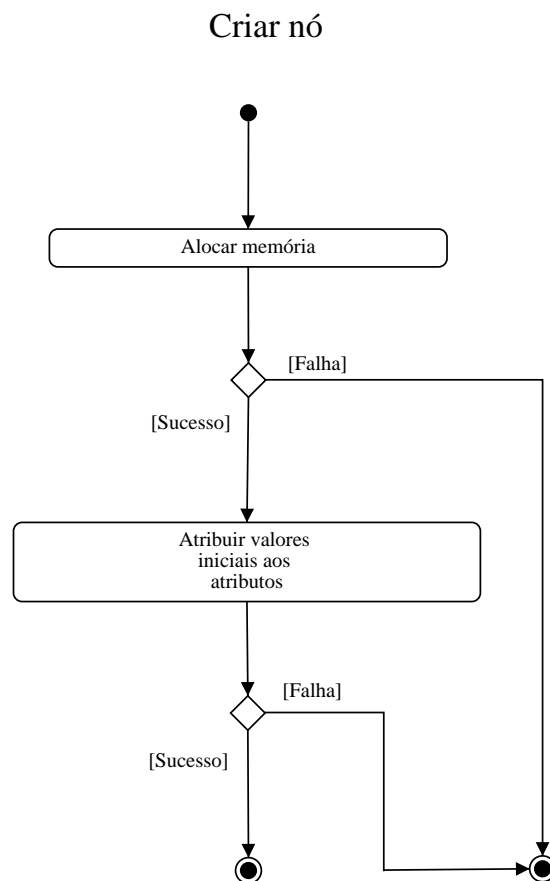 Criar nó
Alocar memória
[Falha]
[Sucesso]
Atribuir valores
iniciais aos
atributos
[Falha]
[Sucesso]